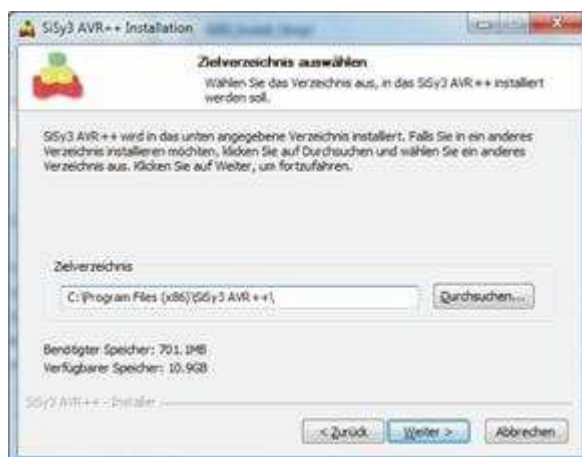 SiSy3 AVR++ Installation
Zielverzeichnis auswählen
Wählen Sie das Verzeichnis aus, in das SiSy3 AVR++ installiert
werden soll.
SiSy3 AVR++ wird in das unten angegebene Verzeichnis installiert. Falls Sie in ein anderes
Verzeichnis installieren möchten, klicken Sie auf Durchsuchen und wählen Sie ein anderes
Verzeichnis aus. Klicken Sie auf Weiter, um fortzufahren.
Zielverzeichnis
C:\Program Files (x86)\SiSy3 AVR++\
Durchsuchen...
Benötigter Speicher: 701.1MB
Verfügbarer Speicher: 10.9GB
SiSy3 AVR++ - Installer
< Zurück
Weiter >
Abbrechen